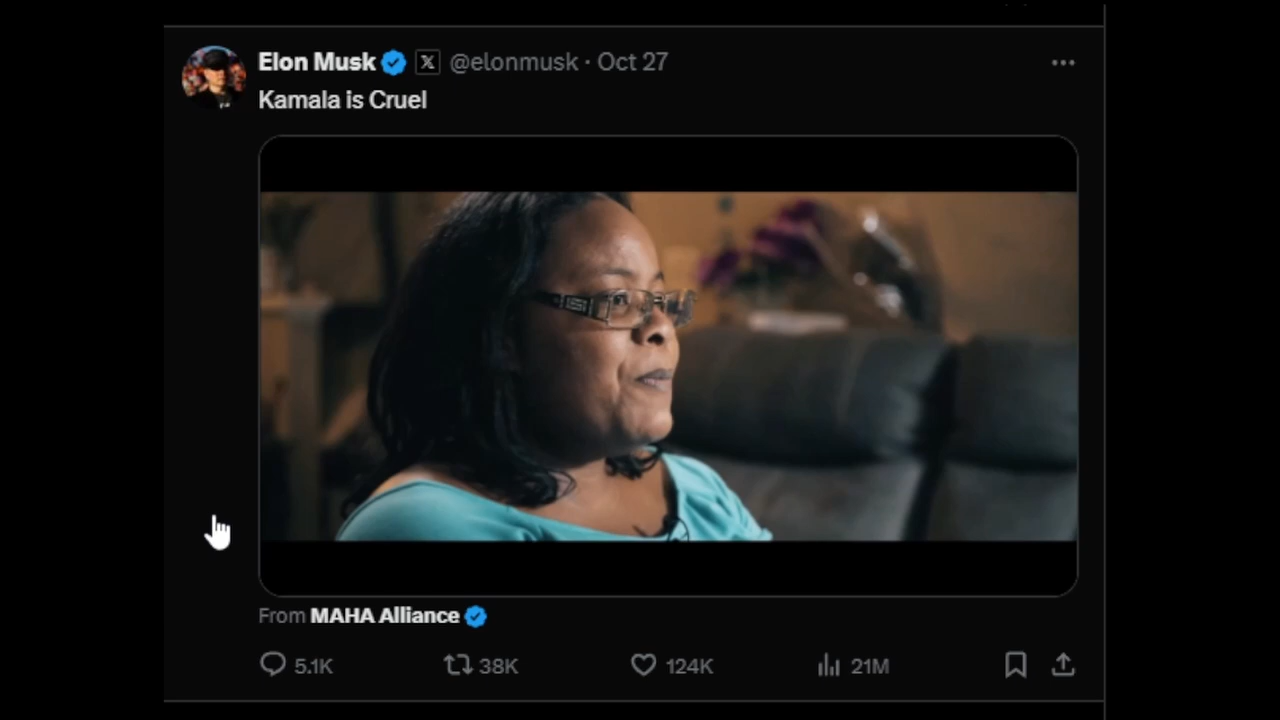 Elon Musk X @elonmusk · Oct 27
Kamala is Cruel
From MAHA Alliance
5.1K 38K 124K 21M